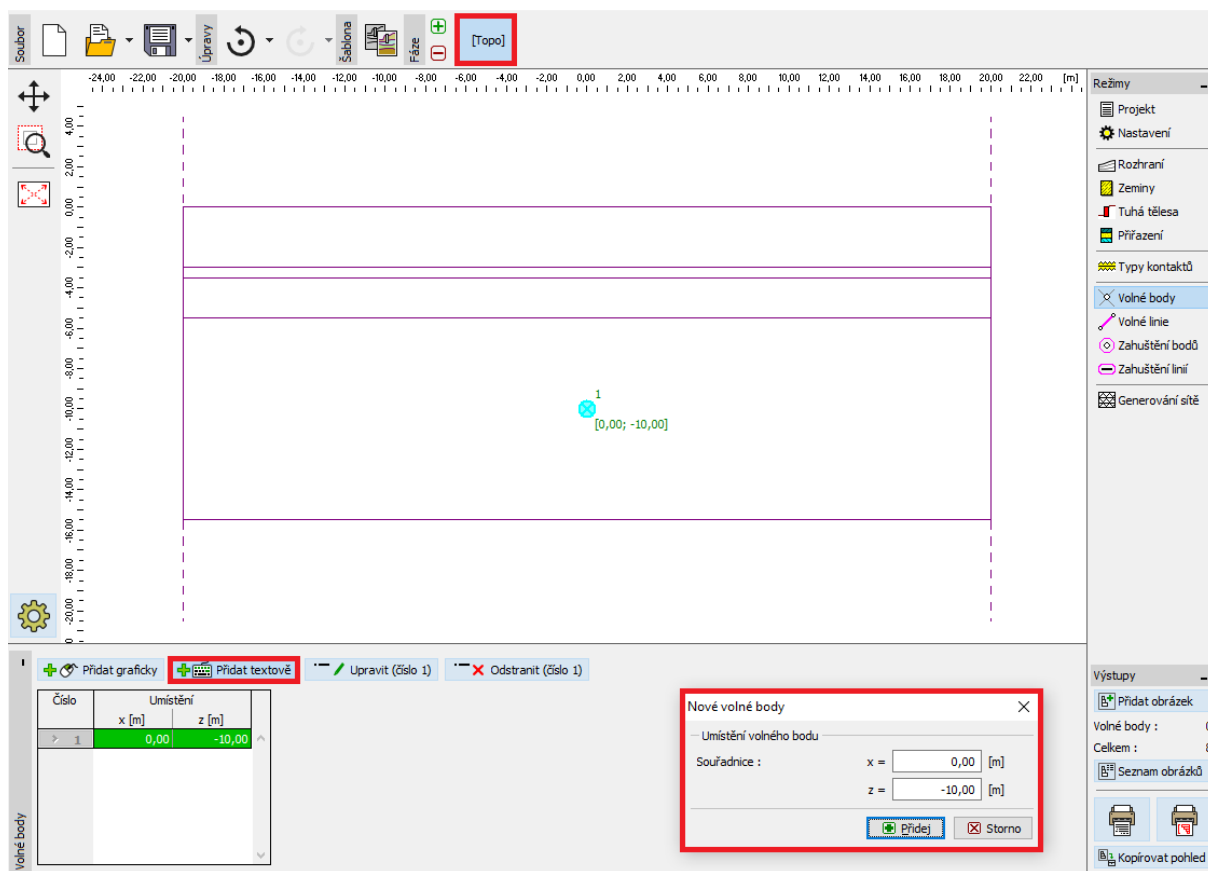 Soubor
Úpravy
Šablona
Fáze
[Topo]
-24,00 -22,00 -20,00 -18,00 -16,00 -14,00 -12,00 -10,00 -8,00 -6,00 -4,00 -2,00 0,00 2,00 4,00 6,00 8,00 10,00 12,00 14,00 16,00 18,00 20,00 22,00 [m]
4,00
2,00
0,00
-2,00
-4,00
-6,00
-8,00
-10,00
-12,00
-14,00
-16,00
-18,00
-20,00
1
[0,00; -10,00]
Režimy
Projekt
Nastavení
Rozhraní
Zeminy
Tuhá tělesa
Přiřazení
Typy kontaktů
Volné body
Volné linie
Zahuštění bodů
Zahuštění linií
Generování sítě
Přidat graficky
Přidat textově
Upravit (číslo 1)
Odstranit (číslo 1)
Číslo Umístění
x [m] z [m]
> 1 0,00 -10,00
Volné body
Nové volné body
Umístění volného bodu
Souřadnice : x = 0,00 [m]
z = -10,00 [m]
Přidej Storno
Výstupy
Přidat obrázek
Volné body :
Celkem :
Seznam obrázků
Kopírovat pohled